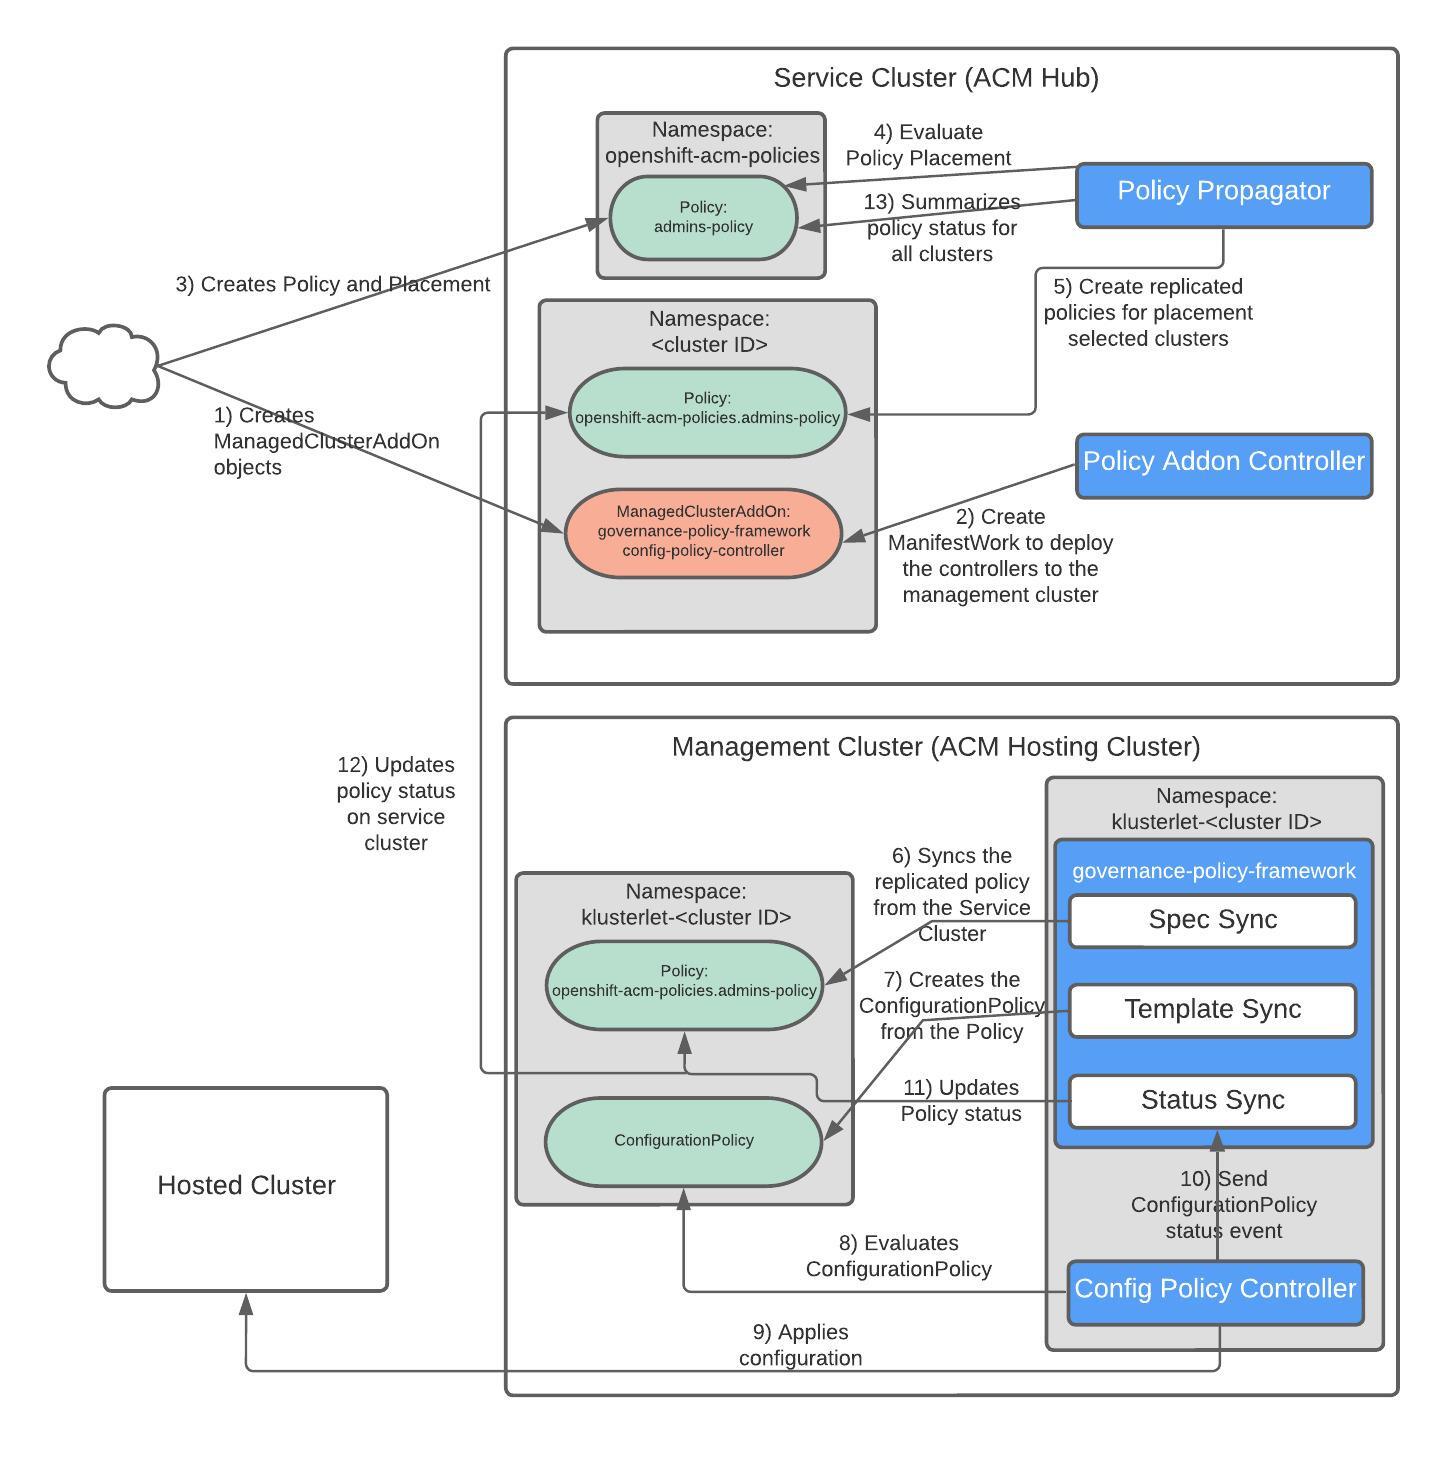 Service Cluster (ACM Hub)
Namespace:
openshift-acm-policies
Policy:
admins-policy
4) Evaluate
Policy Placement
13) Summarizes
policy status for
all clusters
Policy Propagator
3) Creates Policy and Placement
5) Create replicated
policies for placement
selected clusters
Namespace:
<cluster ID>
Policy:
openshift-acm-policies.admins-policy
1) Creates
ManagedClusterAddOn
objects
Policy Addon Controller
ManagedClusterAddOn:
governance-policy-framework
config-policy-controller
2) Create
ManifestWork to deploy
the controllers to the
management cluster
Management Cluster (ACM Hosting Cluster)
12) Updates
policy status
on service
cluster
Namespace:
klusterlet-<cluster ID>
governance-policy-framework
Spec Sync
Template Sync
Status Sync
6) Syncs the
replicated policy
from the Service
Cluster
Namespace:
klusterlet-<cluster ID>
Policy:
openshift-acm-policies.admins-policy
7) Creates the
ConfigurationPolicy
from the Policy
11) Updates
Policy status
ConfigurationPolicy
Hosted Cluster
10) Send
ConfigurationPolicy
status event
8) Evaluates
ConfigurationPolicy
Config Policy Controller
9) Applies
configuration